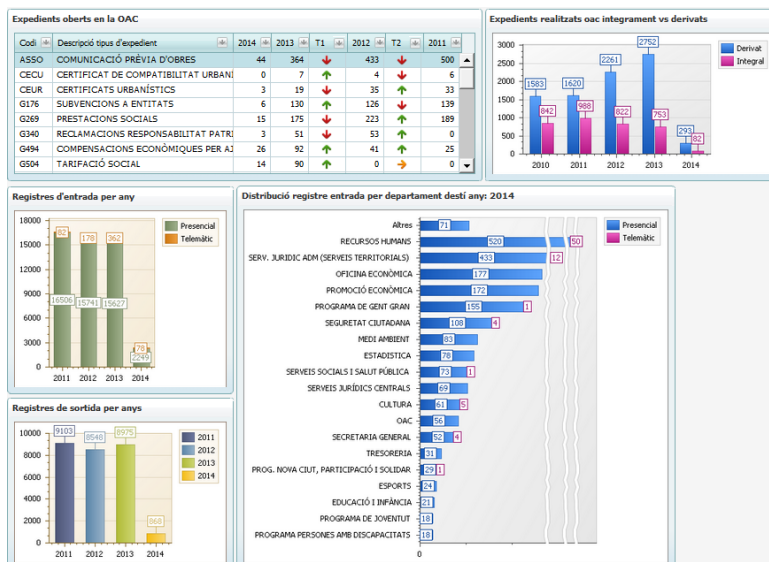 Expedients oberts en la OAC
Codi Descripció tipus d'expedient 2014 2013 T1 2012 T2 2011
ASSO COMUNICACIÓ PRÈVIA D'OBRES 44 364 433 500
CECU CERTIFICAT DE COMPATIBILITAT URBANÍ 0 7 4 6
CEUR CERTIFICATS URBANÍSTICS 3 19 35 33
G176 SUBVENCIONS A ENTITATS 6 130 126 139
G269 PRESTACIONS SOCIALS 15 175 223 189
G340 RECLAMACIONS RESPONSABILITAT PATRI 3 51 53 0
G494 COMPENSACIONS ECONÒMIQUES PER AJ 26 92 41 25
G504 TARIFACIÓ SOCIAL 14 90 0 0
Expedients realitzats oac integrament vs derivats
3000
2500
2000
1500
1000
500
0
1583 1620 2261 2752 293
842 988 822 753 82
2010 2011 2012 2013 2014
Derivat
Integral
Registres d'entrada per any
18000
15000
12000
9000
6000
3000
0
82 178 362 78
16506 15741 15627 2249
2011 2012 2013 2014
Presencial
Telemàtic
Registres de sortida per anys
10000
8000
6000
4000
2000
0
9103 8548 8975 868
2011 2012 2013 2014
2011
2012
2013
2014
Distribució registre entrada per departament destí any: 2014
Altres 71
RECURSOS HUMANS 520 50
SERV. JURIDIC ADM (SERVEIS TERRITORIALS) 433 12
OFICINA ECONÒMICA 177
PROMOCIÓ ECONÒMICA 172
PROGRAMA DE GENT GRAN 155 1
SEGURETAT CIUTADANA 108 4
MEDI AMBIENT 83
ESTADISTICA 78
SERVEIS SOCIALS I SALUT PÚBLICA 73 1
SERVEIS JURÍDICS CENTRALS 69
CULTURA 61 5
OAC 56
SECRETARIA GENERAL 52 4
TRESORERIA 31
PROG. NOVA CIUT, PARTICIPACIÓ I SOLIDAR 29 1
ESPORTS 24
EDUCACIÓ I INFÀNCIA 21
PROGRAMA DE JOVENTUT 18
PROGRAMA PERSONES AMB DISCAPACITATS 18
0
Presencial
Telemàtic